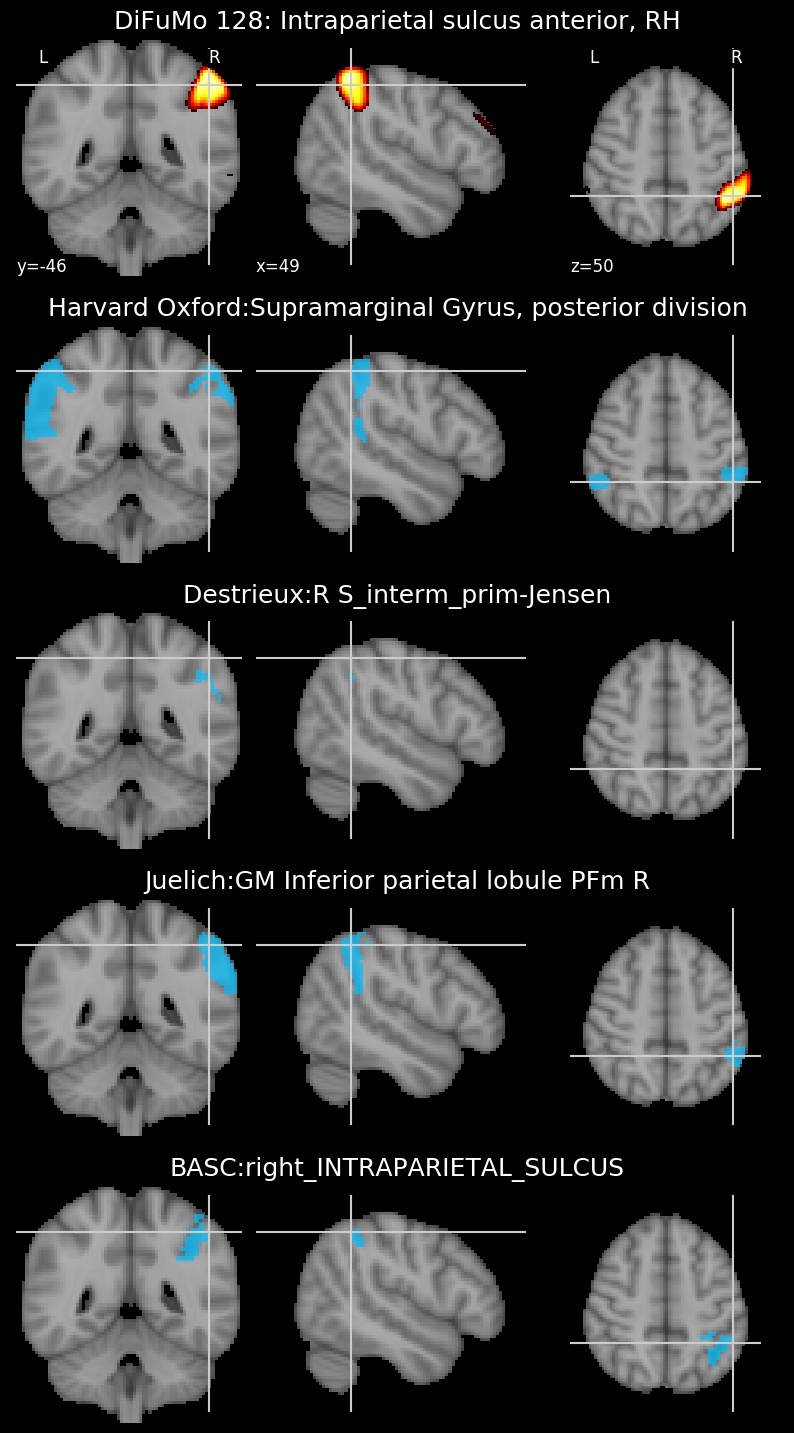 DiFuMo 128: Intraparietal sulcus anterior, RH
L R L R
y=-46 x=49 z=50
Harvard Oxford:Supramarginal Gyrus, posterior division
Destrieux:R S_interm_prim-Jensen
Juelich:GM Inferior parietal lobule PFm R
BASC:right_INTRAPARIETAL_SULCUS